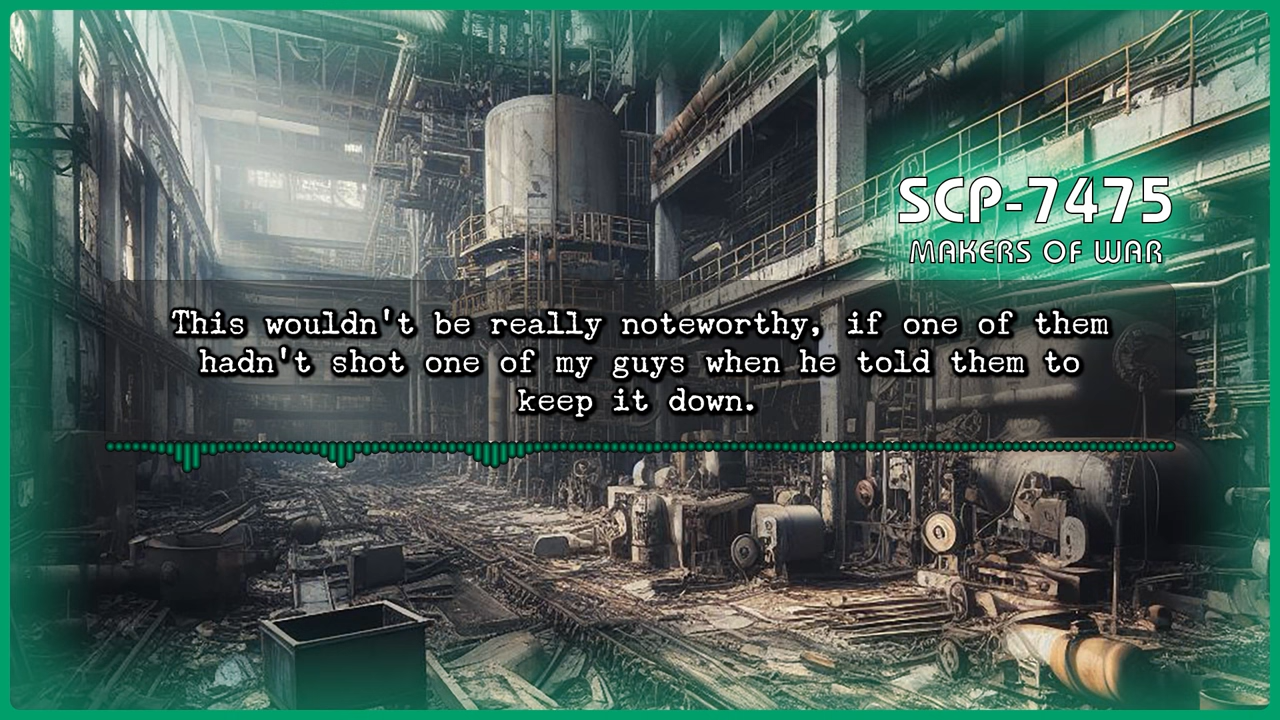 SCP-7475
MAKERS OF WAR
This wouldn't be really noteworthy, if one of them
hadn't shot one of my guys when he told them to
keep it down.